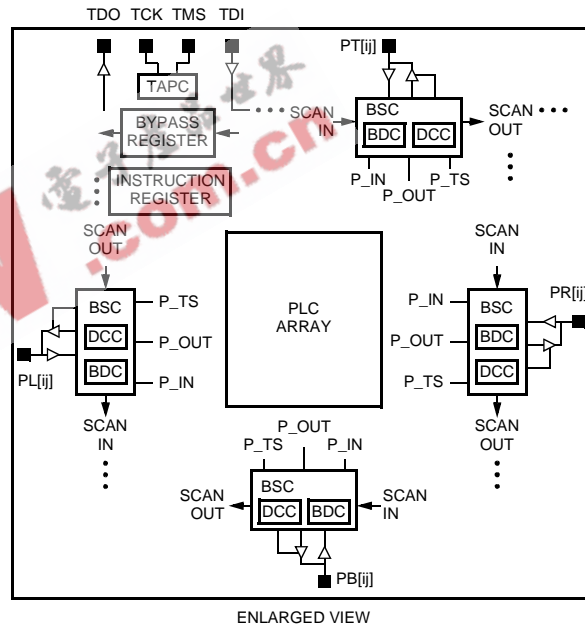 TDO TCK TMS TDI
PT[ij]
TAPC
BYPASS
REGISTER
INSTRUCTION
REGISTER
SCAN
IN
BSC
BDC DCC
SCAN
OUT
P_IN P_TS
P_OUT
SCAN
OUT
BSC
DCC
BDC
P_TS
P_OUT
P_IN
PL[ij]
SCAN
IN
PLC
ARRAY
SCAN
IN
P_IN
P_OUT
P_TS
BSC
BDC
DCC
PR[ij]
SCAN
OUT
P_OUT
P_TS P_IN
SCAN
OUT
BSC
DCC BDC
SCAN
IN
PB[ij]
ENLARGED VIEW
.com.cn